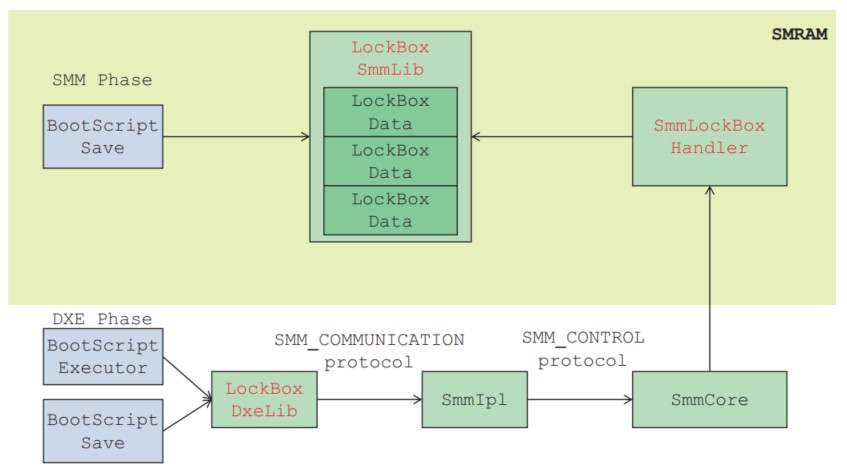 SMRAM
SMM Phase
BootScript
Save
LockBox
SmmLib
LockBox
Data
LockBox
Data
LockBox
Data
SmmLockBox
Handler
DXE Phase
BootScript
Executor
BootScript
Save
LockBox
DxeLib
SMM_COMMUNICATION
protocol
SmmIpl
SMM_CONTROL
protocol
SmmCore